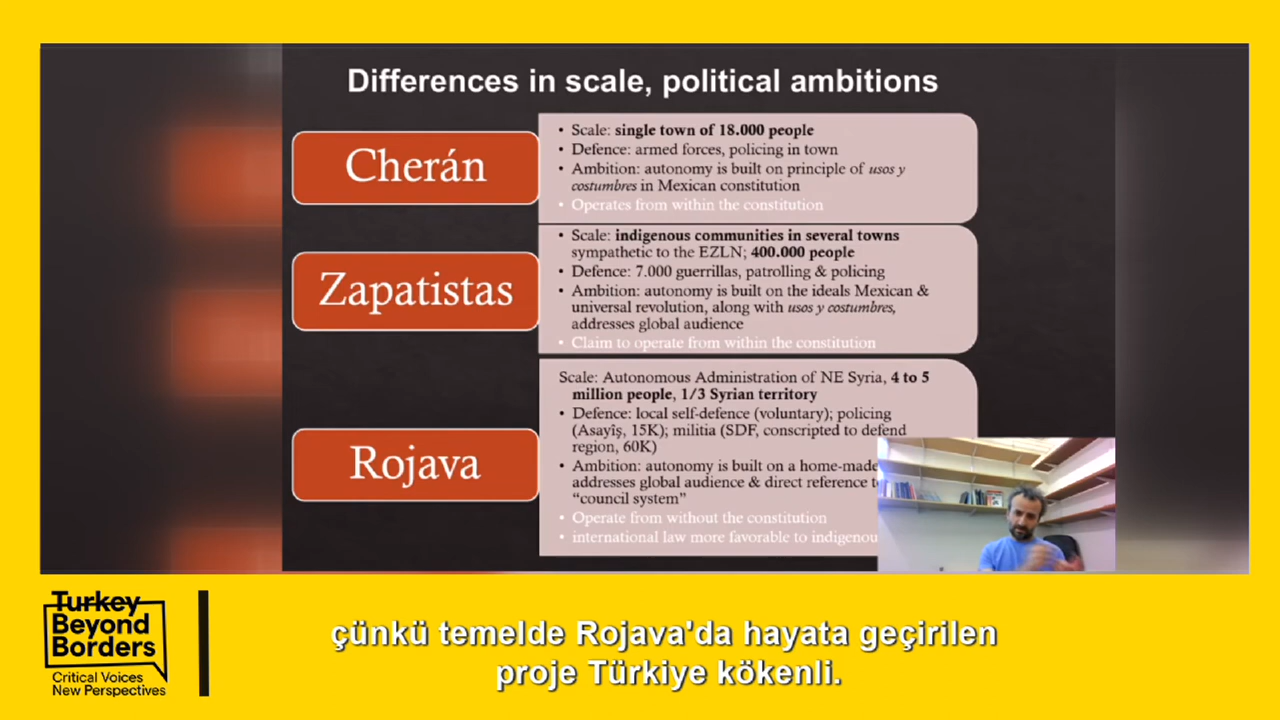 Differences in scale, political ambitions
Cherán
• Scale: single town of 18.000 people
• Defence: armed forces, policing in town
• Ambition: autonomy is built on principle of usos y
costumbres in Mexican constitution
• Operates from within the constitution
Zapatistas
• Scale: indigenous communities in several towns
sympathetic to the EZLN; 400.000 people
• Defence: 7.000 guerrillas, patrolling & policing
• Ambition: autonomy is built on the ideals Mexican &
universal revolution, along with usos y costumbres,
addresses global audience
• Claim to operate from within the constitution
Rojava
Scale: Autonomous Administration of NE Syria, 4 to 5
million people, 1/3 Syrian territory
• Defence: local self-defence (voluntary); policing
(Asayîş, 15K); militia (SDF, conscripted to defend
region, 60K)
• Ambition: autonomy is built on a home-made
addresses global audience & direct reference
"council system"
• Operate from without the constitution
• international law more favorable to
Turkey
Beyond
Borders
Critical Voices
New Perspectives
çünkü temelde Rojava'da hayata geçirilen
proje Türkiye kökenli.